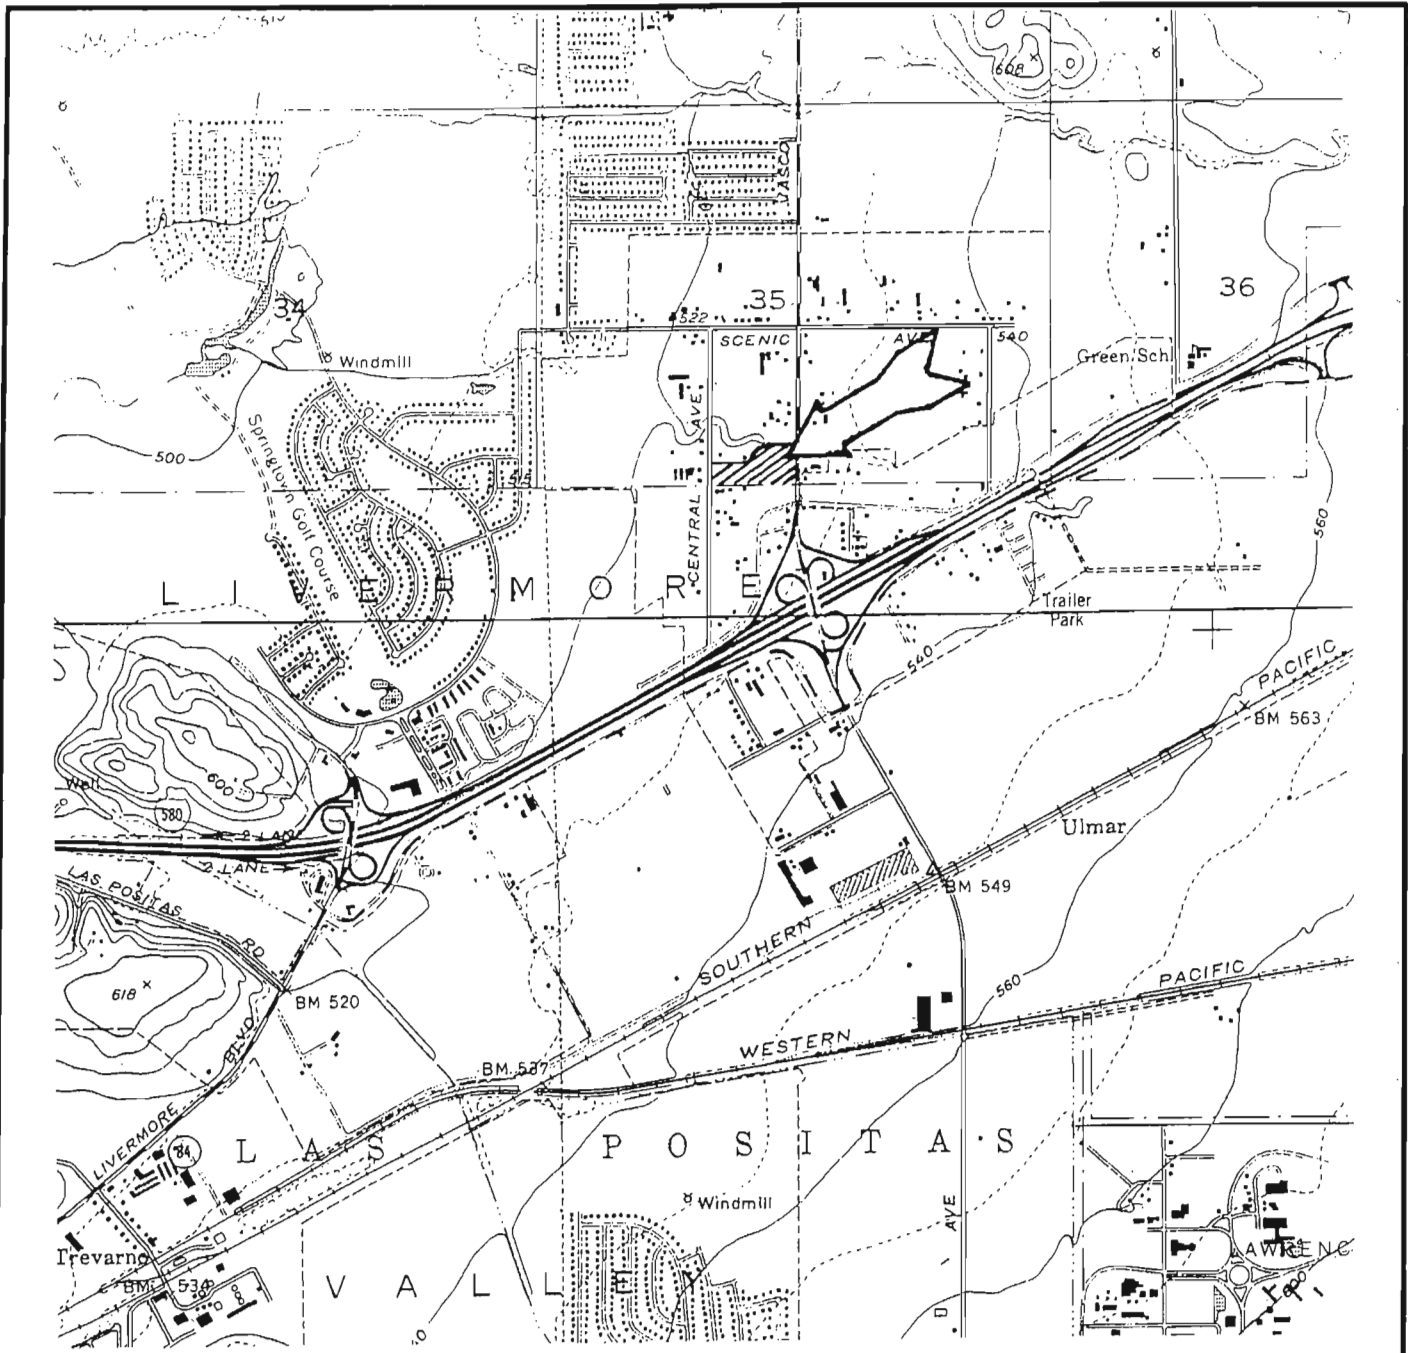 608
VASCO
34
35
36
522
SCENIC
AVE
540
Green Schl
Windmill
AVE
500
Springtown Golf Course
515
CENTRAL
560
L I V E R M O R E
Trailer
Park
540
PACIFIC
BM 563
Well
600
580
2 LANE
Ulmar
2 LANE
LAS POSITAS
RD
BM 549
SOUTHERN
618
BM 520
560
PACIFIC
BLVD
WESTERN
BM 537
LIVERMORE
84
L A S P O S I T A S
Windmill
AVE
Trevarno
LAWRENC
BM 534
V A L L E Y